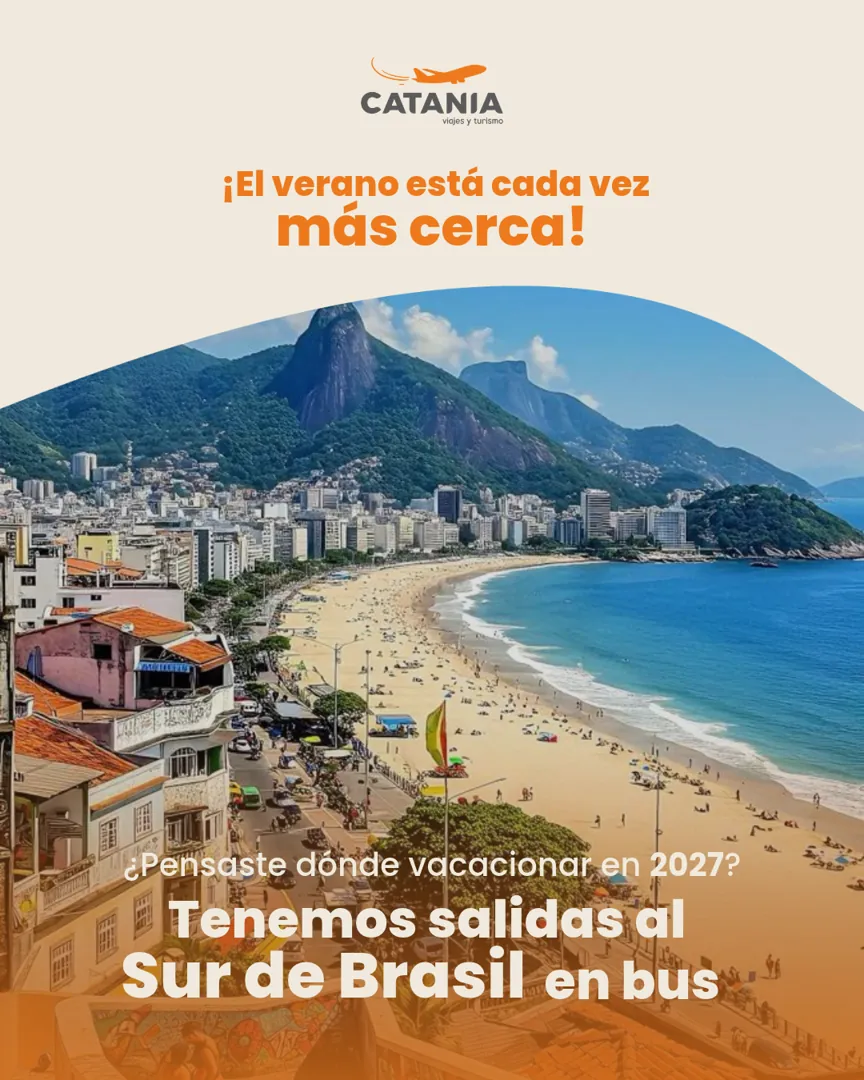 CATANIA
viajes y turismo
¡El verano está cada vez
más cerca!
¿Pensaste dónde vacacionar en 2027?
Tenemos salidas al
Sur de Brasil en bus